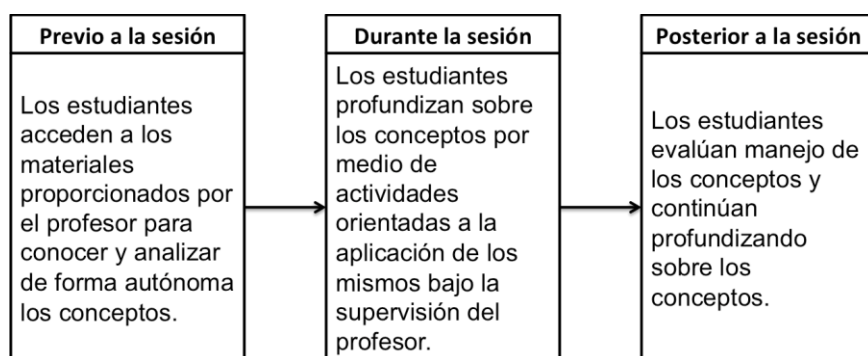 Previo a la sesión
Los estudiantes
acceden a los
materiales
proporcionados por
el profesor para
conocer y analizar
de forma autónoma
los conceptos.
Durante la sesión
Los estudiantes
profundizan sobre
los conceptos por
medio de
actividades
orientadas a la
aplicación de los
mismos bajo la
supervisión del
profesor.
Posterior a la sesión
Los estudiantes
evalúan manejo de
los conceptos y
continúan
profundizando
sobre los
conceptos.